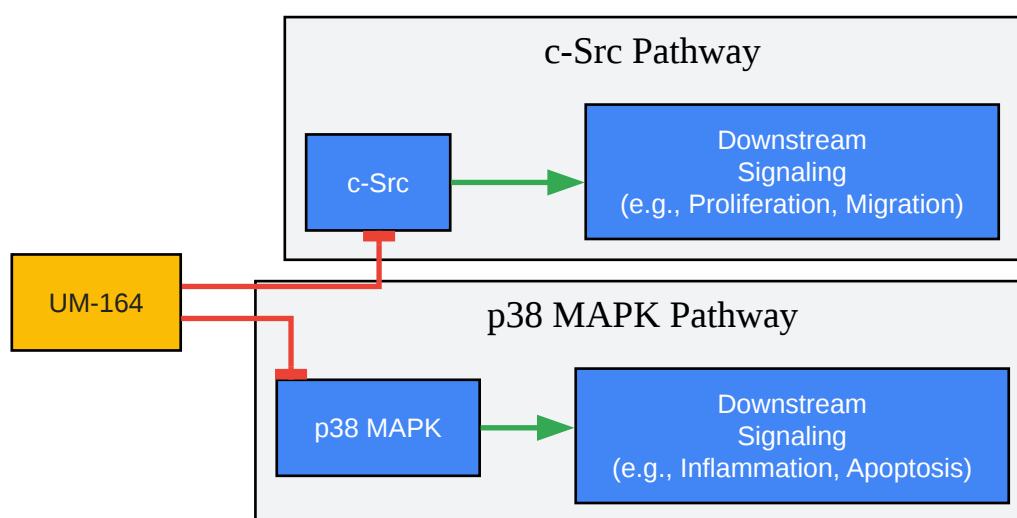 c-Src Pathway
c-Src
Downstream
Signaling
(e.g., Proliferation, Migration)
UM-164
p38 MAPK Pathway
p38 MAPK
Downstream
Signaling
(e.g., Inflammation, Apoptosis)